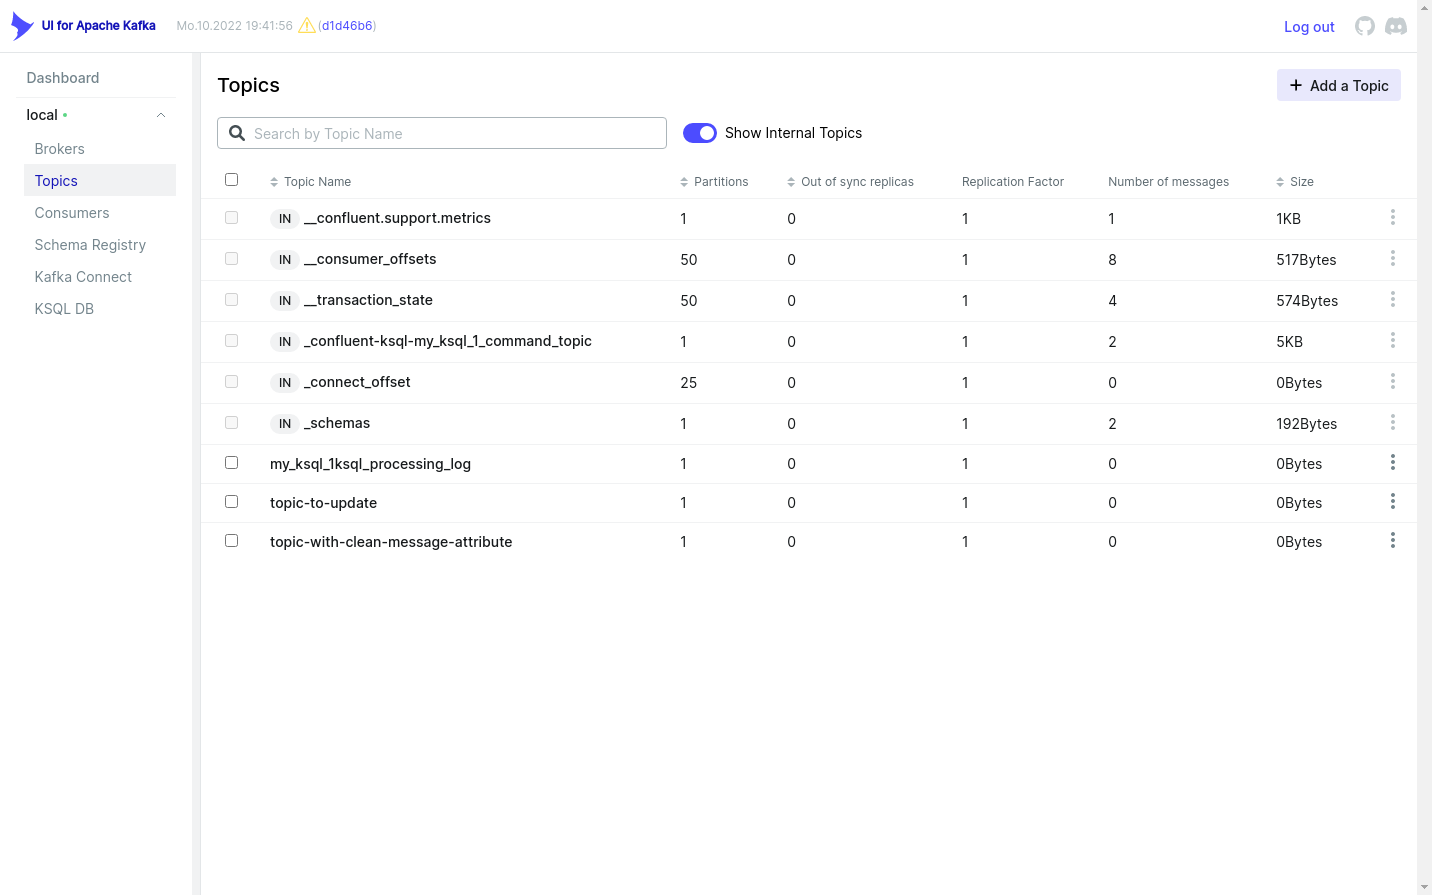 UI for Apache Kafka Mo.10.2022 19:41:56 (d1d46b6) Log out
Dashboard
local
Brokers
Topics
Consumers
Schema Registry
Kafka Connect
KSQL DB
Topics
Add a Topic
Search by Topic Name Show Internal Topics
Topic Name Partitions Out of sync replicas Replication Factor Number of messages Size
IN __confluent.support.metrics 1 0 1 1 1KB
IN __consumer_offsets 50 0 1 8 517Bytes
IN __transaction_state 50 0 1 4 574Bytes
IN _confluent-ksql-my_ksql_1_command_topic 1 0 1 2 5KB
IN _connect_offset 25 0 1 0 0Bytes
IN _schemas 1 0 1 2 192Bytes
my_ksql_1ksql_processing_log 1 0 1 0 0Bytes
topic-to-update 1 0 1 0 0Bytes
topic-with-clean-message-attribute 1 0 1 0 0Bytes